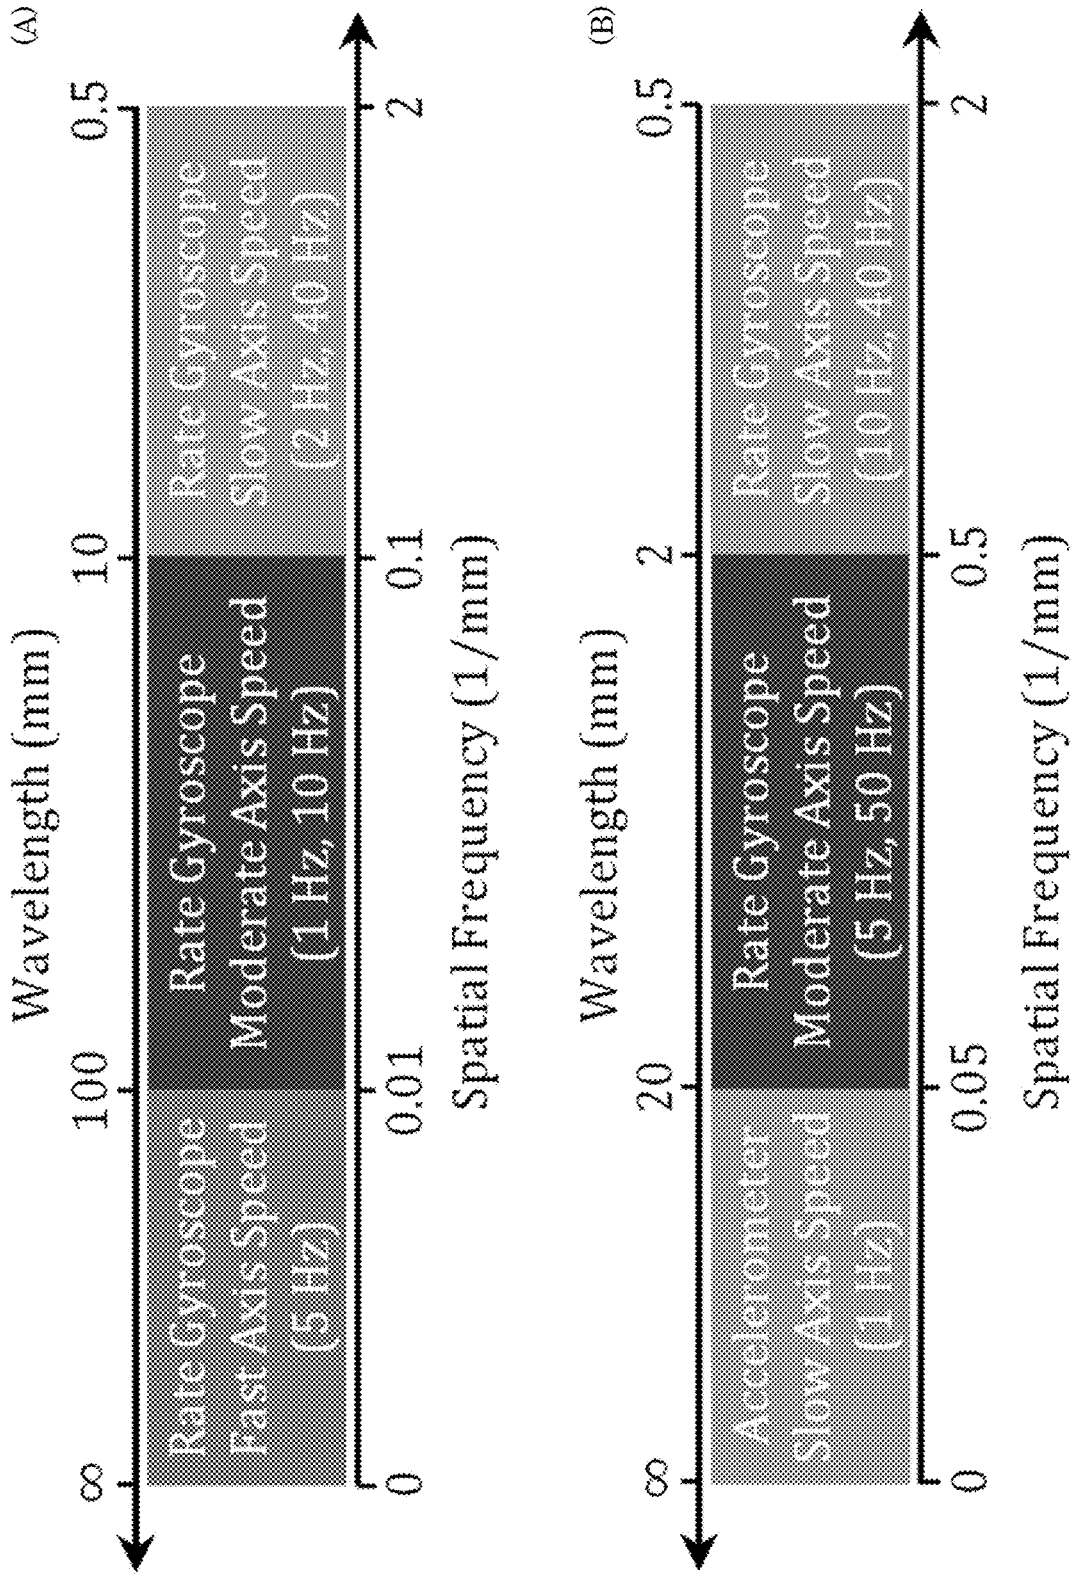 (A)
Wavelength (mm)
∞ 100 10 0.5
Rate Gyroscope
Fast Axis Speed
(5 Hz)
Rate Gyroscope
Moderate Axis Speed
(1 Hz, 10 Hz)
Rate Gyroscope
Slow Axis Speed
(2 Hz, 40 Hz)
0 0.01 0.1 2
Spatial Frequency (1/mm)
(B)
Wavelength (mm)
∞ 20 2 0.5
Accelerometer
Slow Axis Speed
(1 Hz)
Rate Gyroscope
Moderate Axis Speed
(5 Hz, 50 Hz)
Rate Gyroscope
Slow Axis Speed
(10 Hz, 40 Hz)
0 0.05 0.5 2
Spatial Frequency (1/mm)